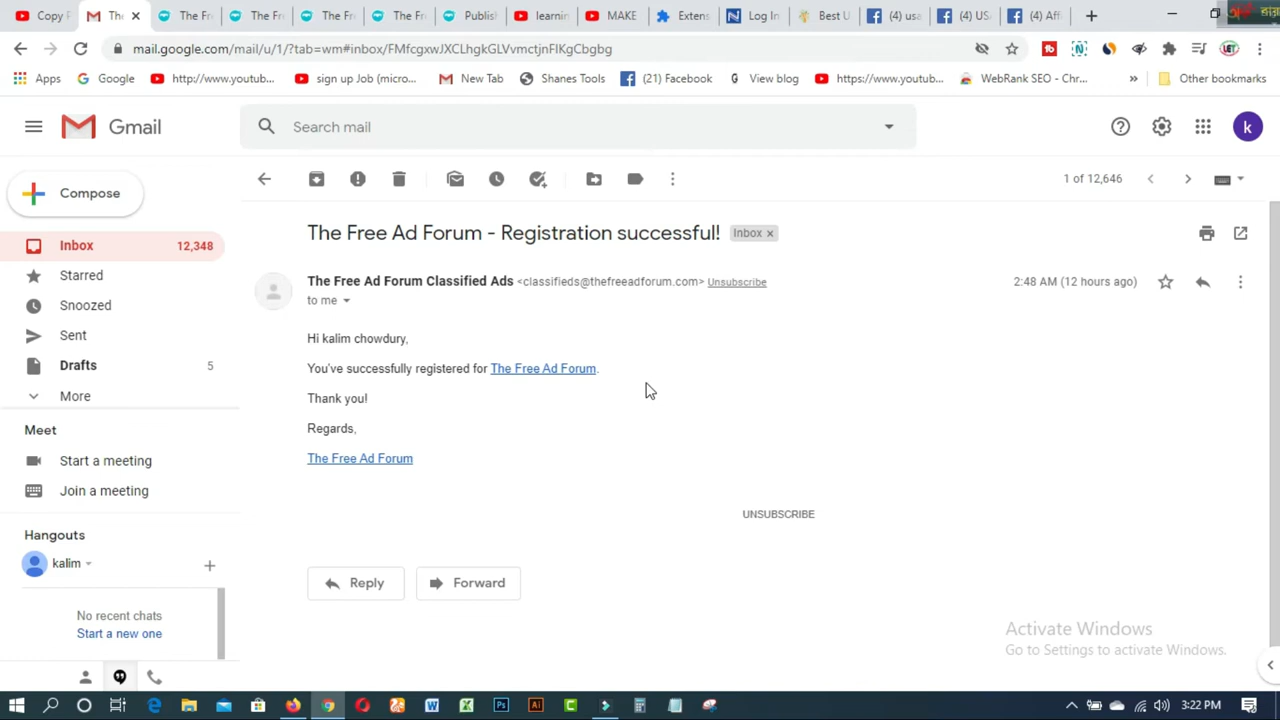 Copy F
The
The Fr
The Fr
The Fr
The Fr
Publis
learni
MAKE
Extens
Log In
Best
(4) usa
(4) Aff
mail.google.com/mail/u/1/?tab=wm#inbox/FMfcgxwJXCLhgkGLVvmctjnFIKgCbgbg
Apps
Google
http://www.youtub...
sign up Job (micro...
New Tab
Shanes Tools
(21) Facebook
View blog
https://www.youtub...
WebRank SEO - Chr...
»
Other bookmarks
Gmail
Search mail
k
Compose
1 of 12,646
The Free Ad Forum - Registration successful!
Inbox x
Inbox 12,348
Starred
Snoozed
Sent
Drafts 5
More
The Free Ad Forum Classified Ads <classifieds@thefreeadforum.com> Unsubscribe
2:48 AM (12 hours ago)
to me
Hi kalim chowdury,
You've successfully registered for The Free Ad Forum.
Thank you!
Regards,
The Free Ad Forum
UNSUBSCRIBE
Reply
Forward
Meet
Start a meeting
Join a meeting
Hangouts
kalim
No recent chats
Start a new one
Activate Windows
Go to Settings to activate Windows.
3:22 PM